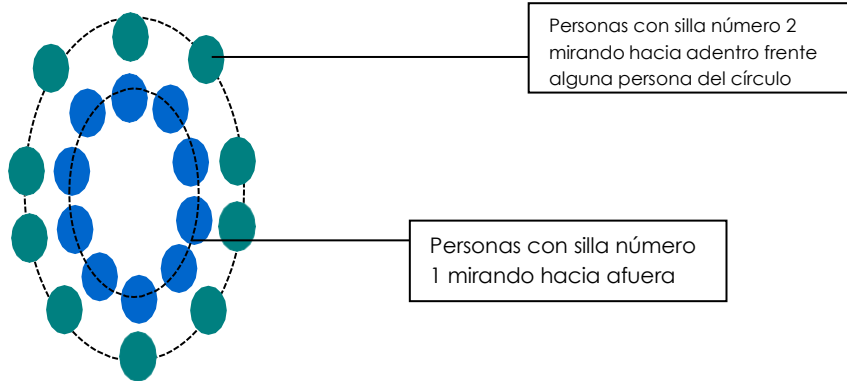 Personas con silla número 2
mirando hacia adentro frente
alguna persona del círculo
Personas con silla número
1 mirando hacia afuera